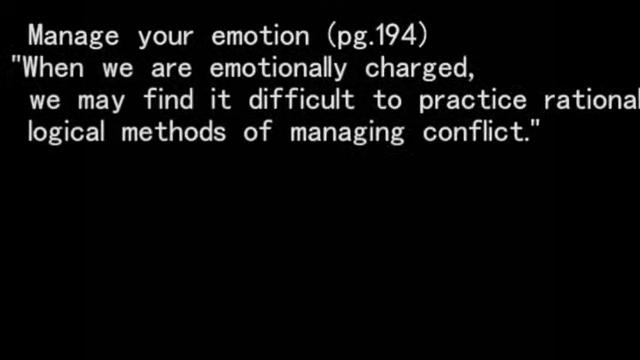 Manage your emotion (pg.194)
"When we are emotionally charged,
we may find it difficult to practice rational
logical methods of managing conflict."